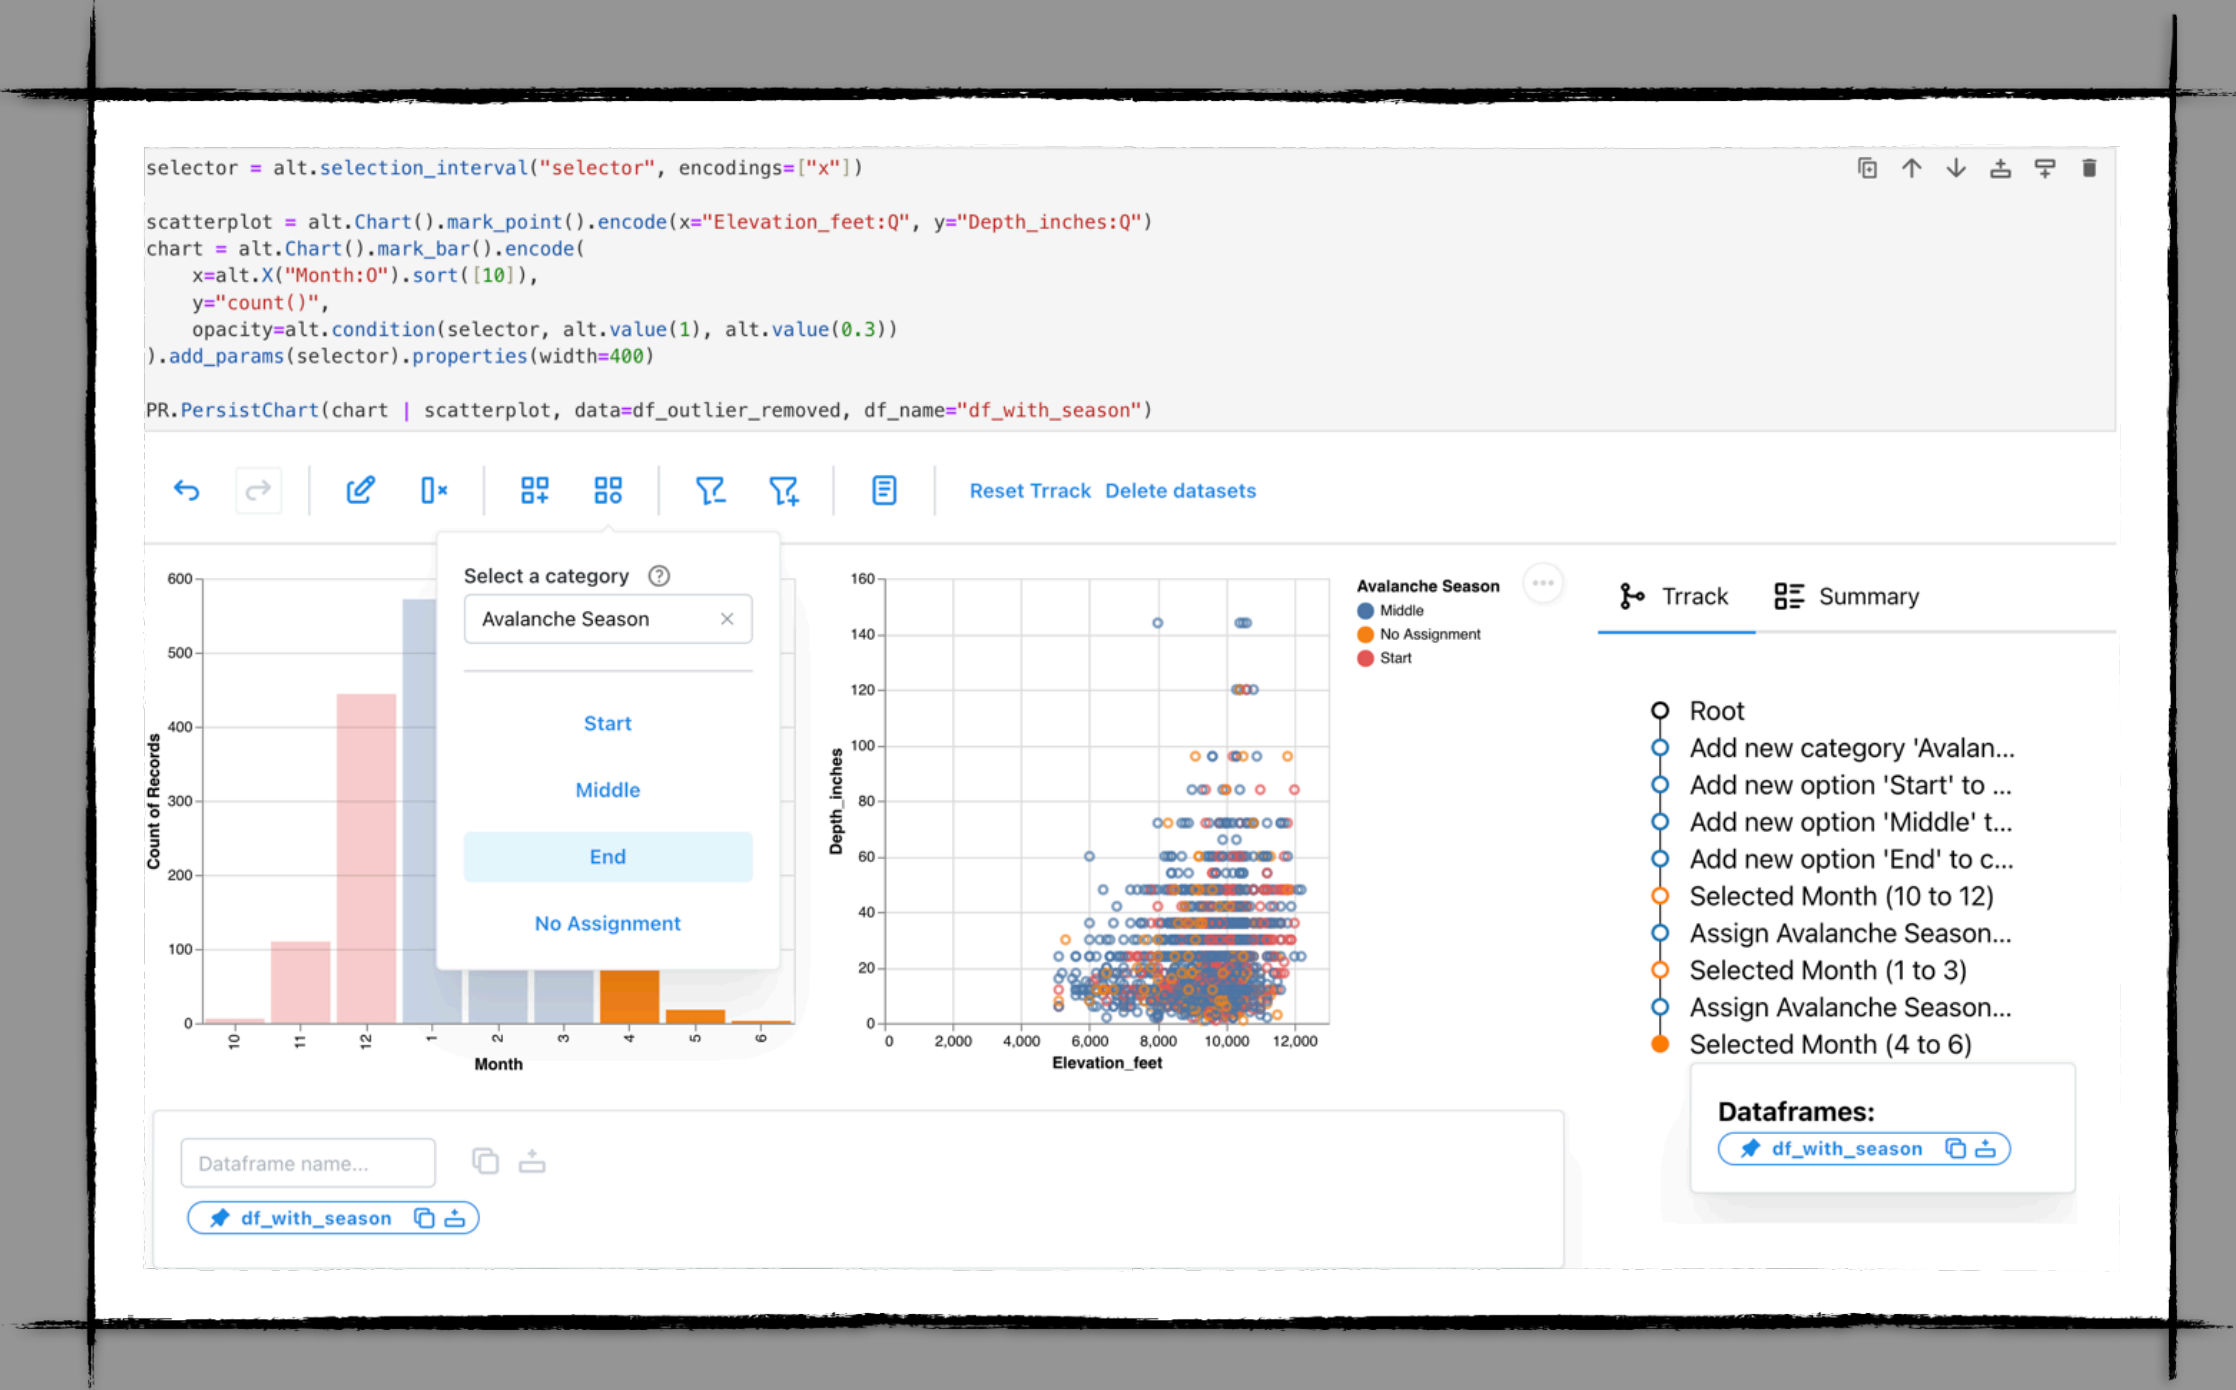 selector = alt.selection_interval("selector", encodings=["x"])
scatterplot = alt.Chart().mark_point().encode(x="Elevation_feet:Q", y="Depth_inches:Q")
chart = alt.Chart().mark_bar().encode(
x=alt.X("Month:O").sort([10]),
y="count()",
opacity=alt.condition(selector, alt.value(1), alt.value(0.3))
).add_params(selector).properties(width=400)
PR.PersistChart(chart | scatterplot, data=df_outlier_removed, df_name="df_with_season")
Reset Trrack Delete datasets
600
500
400
300
200
100
0
Count of Records
10 11 12 1 2 3 4 5 6
Month
Select a category ?
Avalanche Season ×
Start
Middle
End
No Assignment
160
140
120
100
80
60
40
20
0
Depth_inches
0 2,000 4,000 6,000 8,000 10,000 12,000
Elevation_feet
Avalanche Season
Middle
No Assignment
Start
Trrack Summary
Root
Add new category 'Avalan...
Add new option 'Start' to ...
Add new option 'Middle' t...
Add new option 'End' to c...
Selected Month (10 to 12)
Assign Avalanche Season...
Selected Month (1 to 3)
Assign Avalanche Season...
Selected Month (4 to 6)
Dataframes:
df_with_season
Dataframe name...
df_with_season